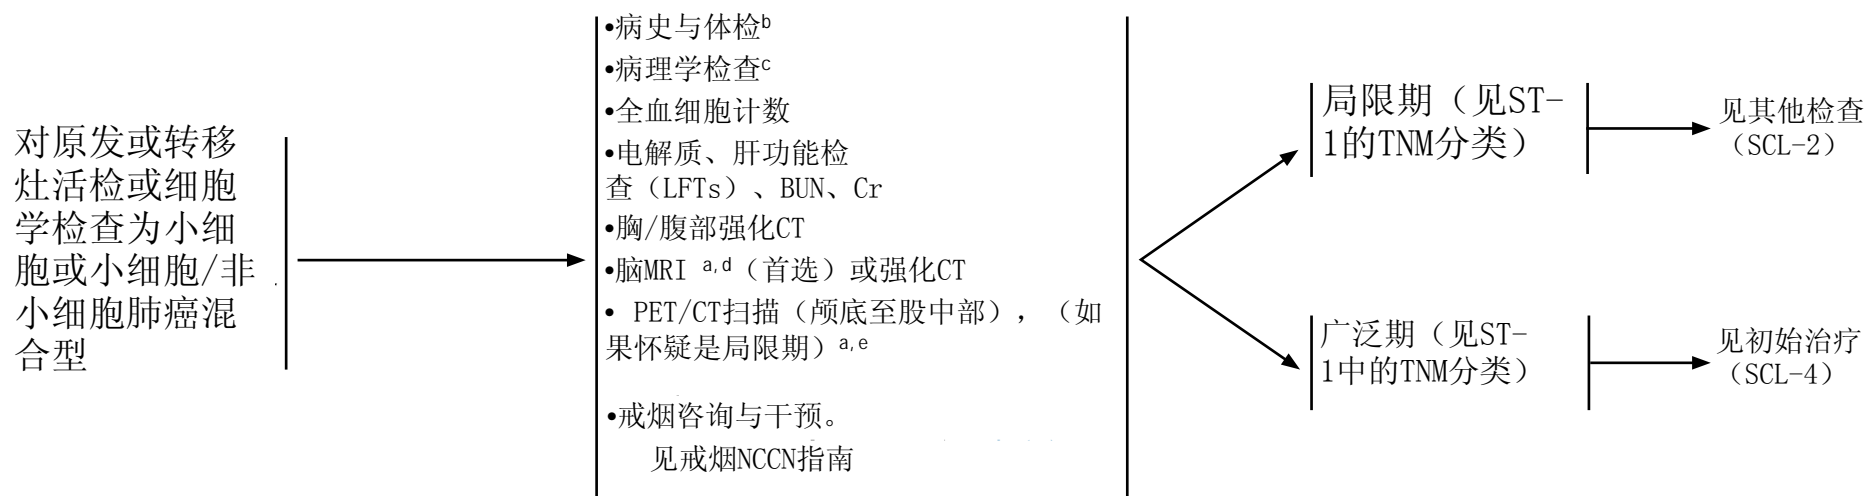 对原发或转移
灶活检或细胞
学检查为小细
胞或小细胞/非
小细胞肺癌混
合型
•病史与体检b
•病理学检查c
•全血细胞计数
•电解质、肝功能检
查（LFTs）、BUN、Cr
•胸/腹部强化CT
•脑MRI a,d（首选）或强化CT
• PET/CT扫描（颅底至股中部），（如
果怀疑是局限期）a,e
•戒烟咨询与干预。
见戒烟NCCN指南
局限期（见ST-
1的TNM分类）
见其他检查
（SCL-2）
广泛期（见ST-
1中的TNM分类）
见初始治疗
（SCL-4）